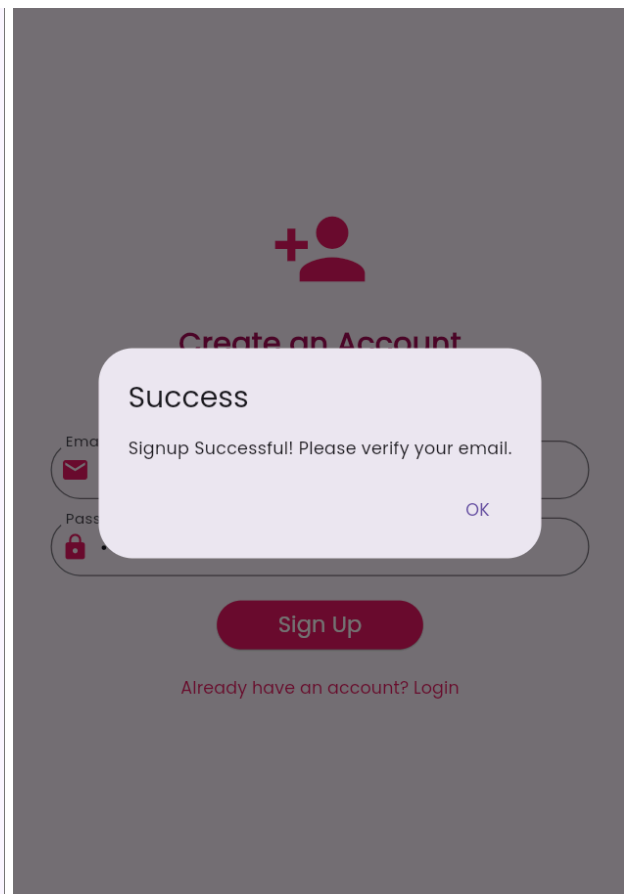 Create an Account
Success
Signup Successful! Please verify your email.
OK
Sign Up
Already have an account? Login